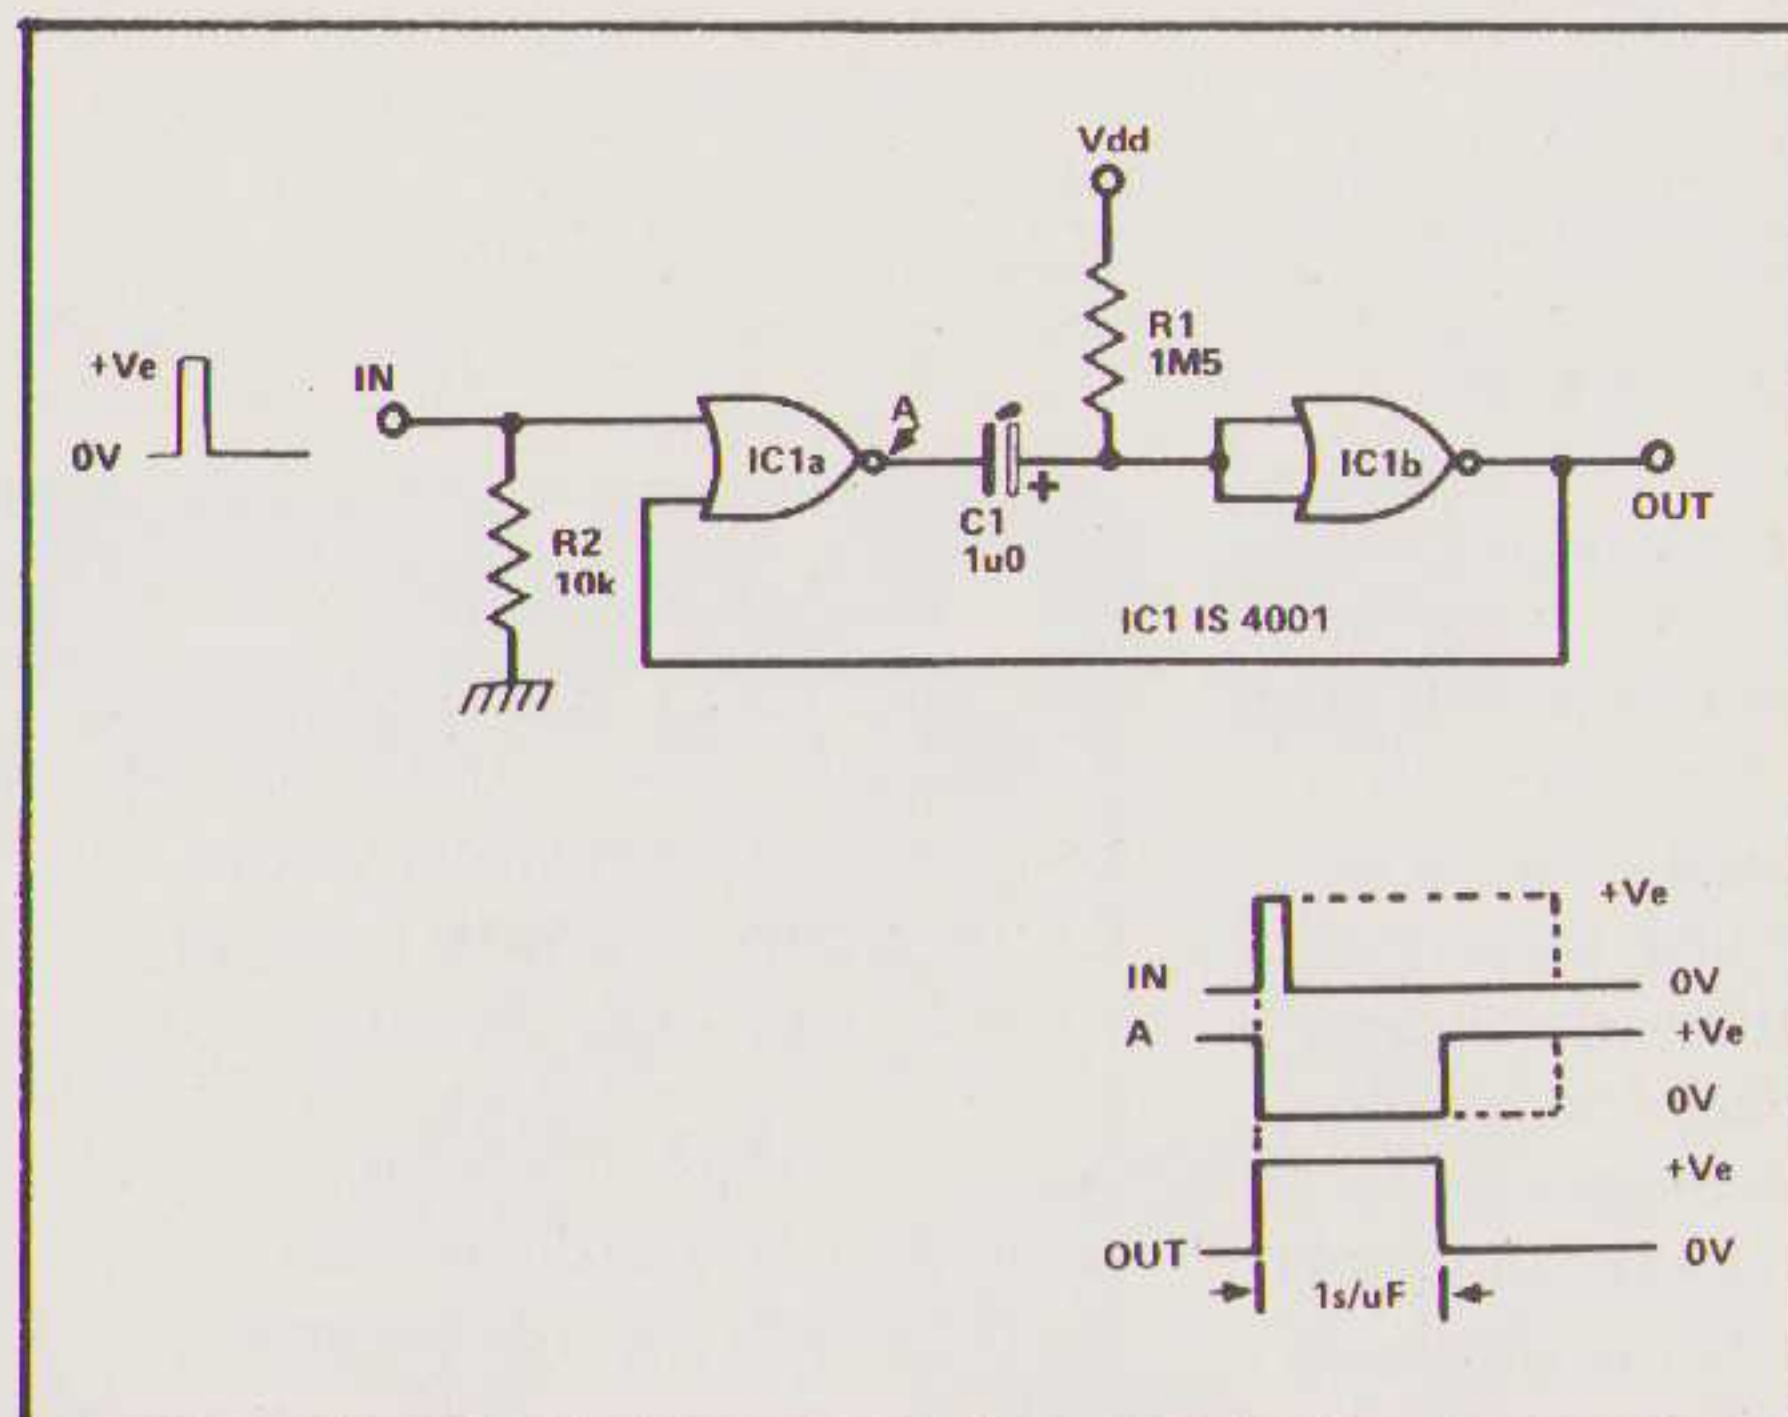 Vdd
R1
1M5
+Ve
0V
IN
A
IC1a
IC1b
+
C1
1u0
OUT
R2
10k
IC1 IS 4001
+Ve
IN
0V
A
+Ve
0V
+Ve
OUT
0V
1s/uF